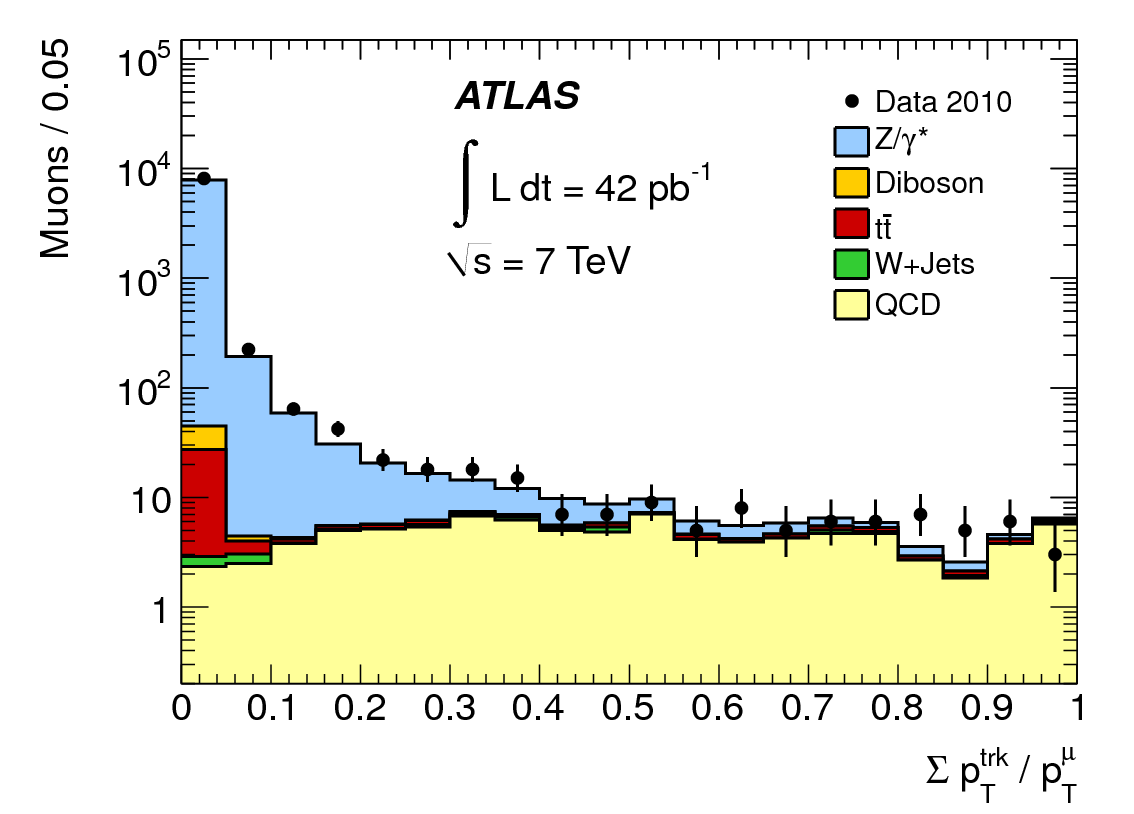 Muons / 0.05
10⁵
10⁴
10³
10²
10
1
ATLAS
∫ L dt = 42 pb⁻¹
√s = 7 TeV
Data 2010
Z/γ*
Diboson
tt̄
W+Jets
QCD
0 0.1 0.2 0.3 0.4 0.5 0.6 0.7 0.8 0.9 1
Σ p_T^trk / p_T^μ